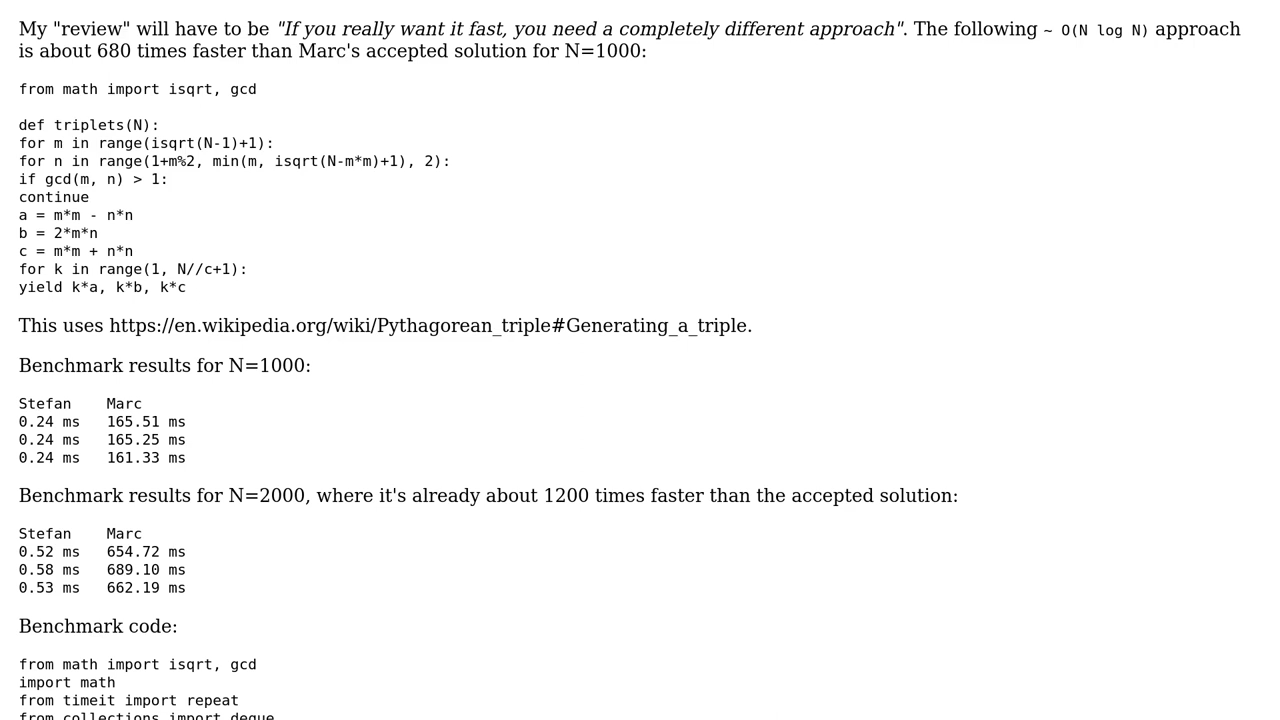 My "review" will have to be "If you really want it fast, you need a completely different approach". The following ~ O(N log N) approach
is about 680 times faster than Marc's accepted solution for N=1000:
from math import isqrt, gcd
def triplets(N):
for m in range(isqrt(N-1)+1):
for n in range(1+m%2, min(m, isqrt(N-m*m)+1), 2):
if gcd(m, n) > 1:
continue
a = m*m - n*n
b = 2*m*n
c = m*m + n*n
for k in range(1, N//c+1):
yield k*a, k*b, k*c
This uses https://en.wikipedia.org/wiki/Pythagorean_triple#Generating_a_triple.
Benchmark results for N=1000:
Stefan    Marc
0.24 ms   165.51 ms
0.24 ms   165.25 ms
0.24 ms   161.33 ms
Benchmark results for N=2000, where it's already about 1200 times faster than the accepted solution:
Stefan    Marc
0.52 ms   654.72 ms
0.58 ms   689.10 ms
0.53 ms   662.19 ms
Benchmark code:
from math import isqrt, gcd
import math
from timeit import repeat
from collections import deque